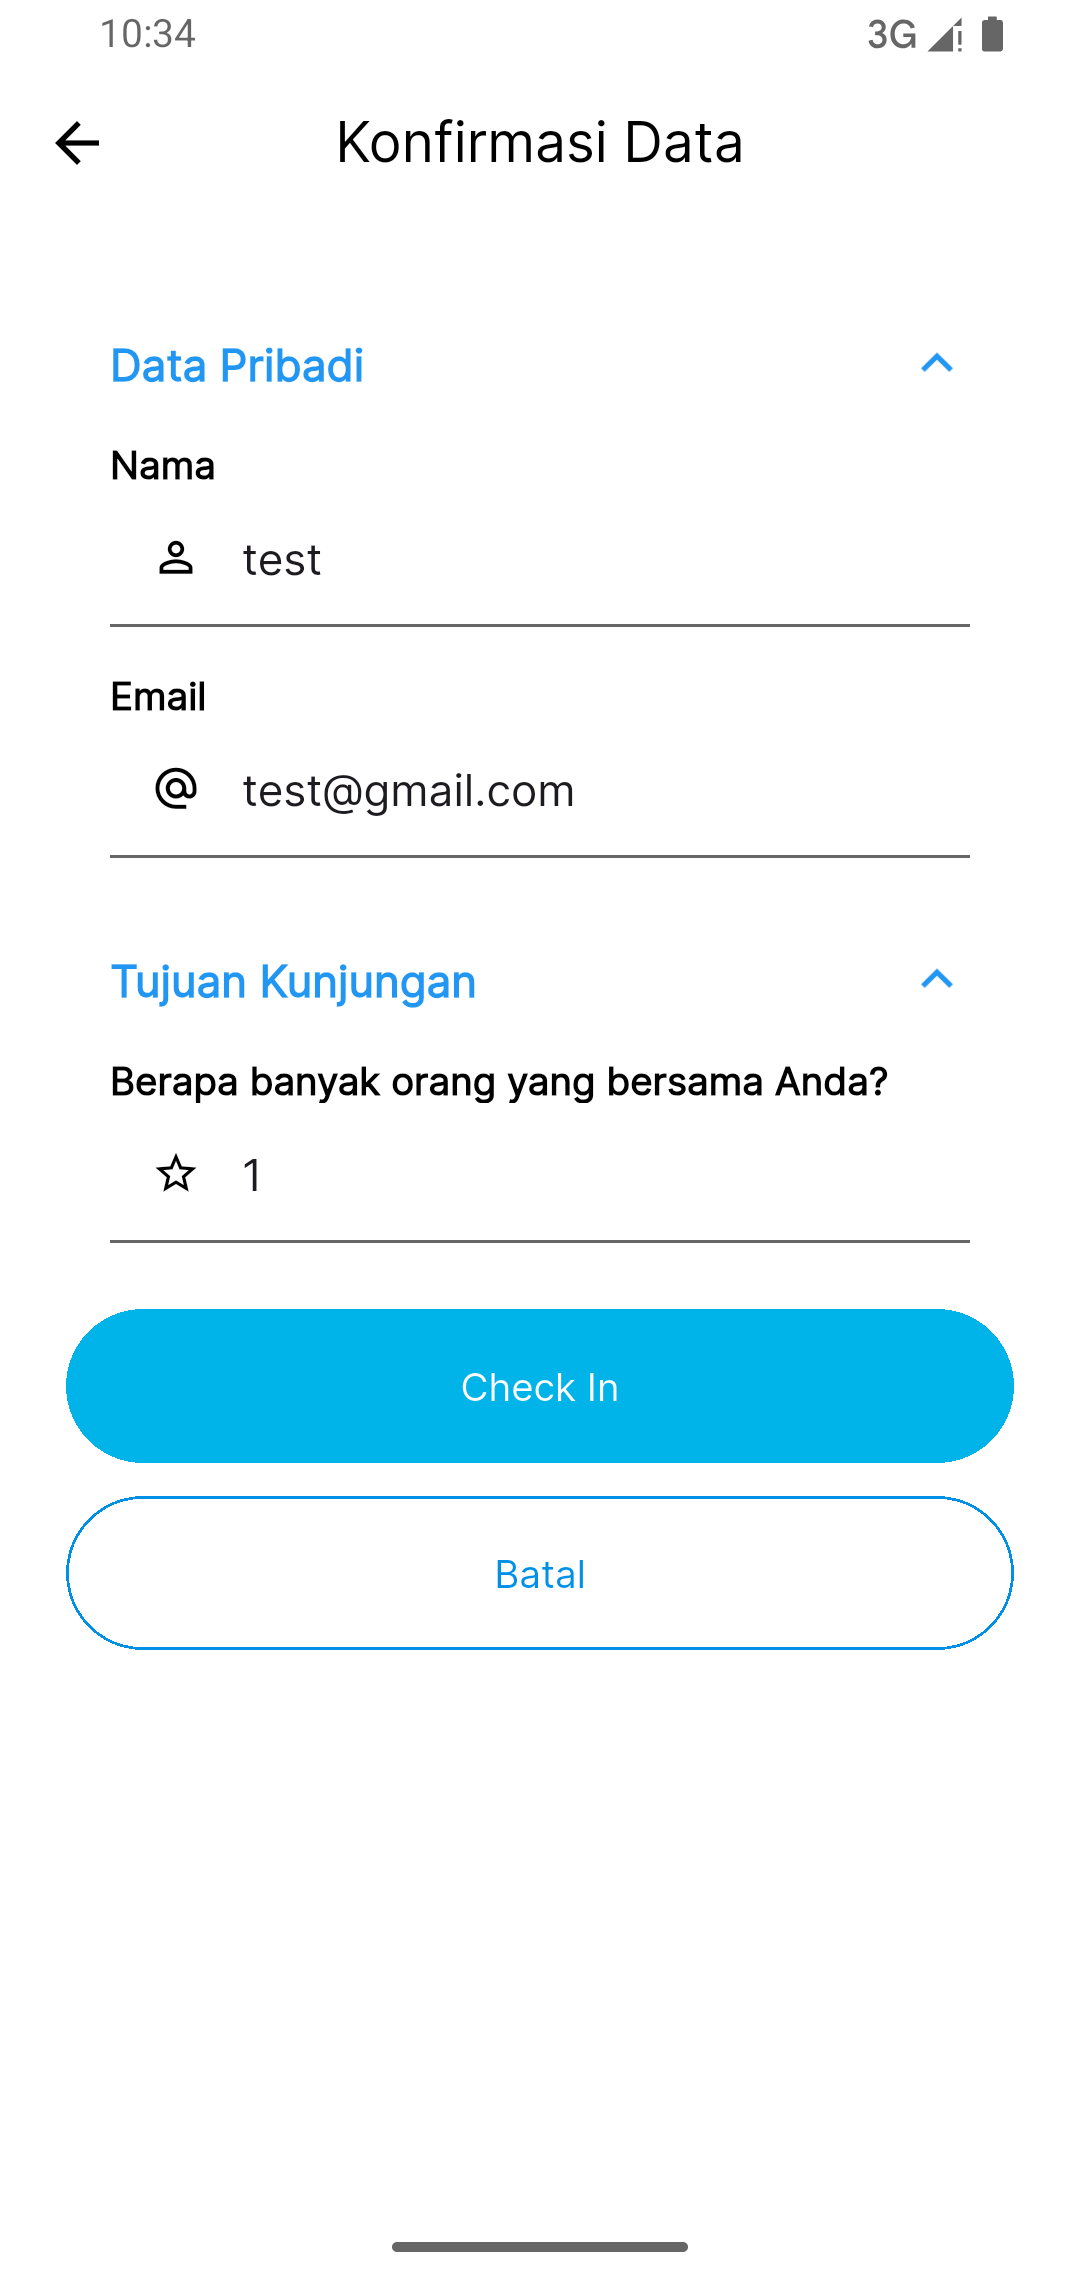 10:34 3G
Konfirmasi Data
Data Pribadi
Nama
test
Email
test@gmail.com
Tujuan Kunjungan
Berapa banyak orang yang bersama Anda?
1
Check In
Batal